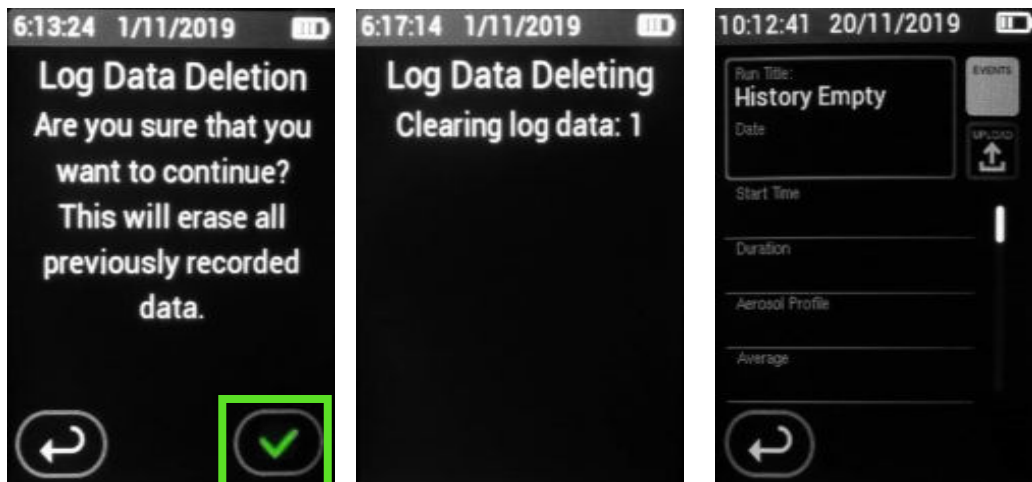 6:13:24 1/11/2019
Log Data Deletion
Are you sure that you
want to continue?
This will erase all
previously recorded
data.
6:17:14 1/11/2019
Log Data Deleting
Clearing log data: 1
10:12:41 20/11/2019
Run Title:
History Empty
Date
EVENTS
UPLOAD
Start Time
Duration
Aerosol Profile
Average